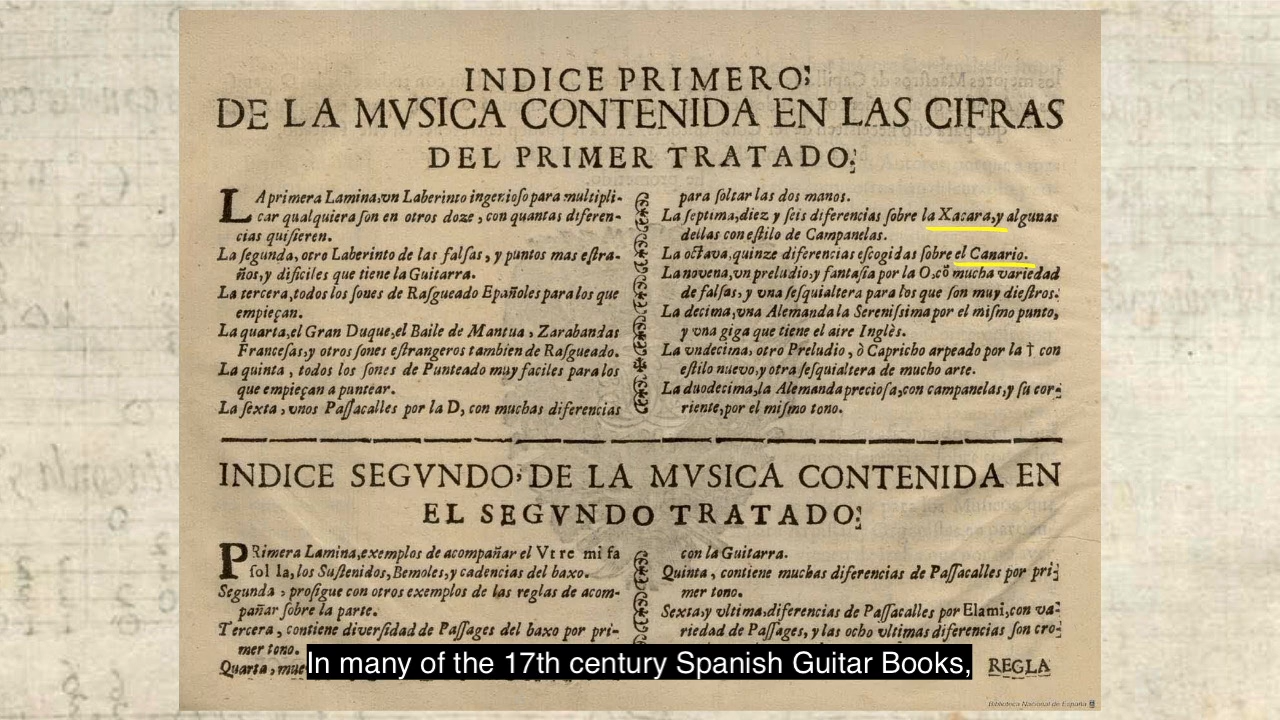 INDICE PRIMERO;
DE LA MVSICA CONTENIDA EN LAS CIFRAS
DEL PRIMER TRATADO;
LA primera Lamina, vn Laberinto ingenioſo para multipli-
car qualquiera ſon en otros doze, con quantas diferen-
cias quiſieren.
La ſegunda, otro Laberinto de las falſas, y puntos mas eſtra-
ños, y dificiles que tiene la Guitarra.
La tercera, todos los ſones de Raſgueado Epañoles para los que
empieçan.
La quarta, el Gran Duque, el Baile de Mantua, Zarabandas
Franceſas, y otros ſones eſtrangeros tambien de Raſgueado.
La quinta, todos los ſones de Punteado muy faciles para los
que empieçan a puntear.
La ſexta, vnos Paſſacalles por la D, con muchas diferencias
para ſoltar las dos manos.
La ſeptima, diez y ſeis diferencias ſobre la Xacara, y algunas
dellas con eſtilo de Campanelas.
La octava, quinze diferencias eſcogidas ſobre el Canario.
La novena, vn preludio, y fantaſia por la O, cō mucha variedad
de falſas, y vna ſeſquialtera para los que ſon muy dieſtros.
La decima, vna Alemanda la Sereniſsima por el miſmo punto,
y vna giga que tiene el aire Inglès.
La vndecima, otro Preludio, ò Capricho arpeado por la † con
eſtilo nuevo, y otra ſeſquialtera de mucho arte.
La duodecima, la Alemanda precioſa, con campanelas, y ſu cor-
riente, por el miſmo tono.
INDICE SEGVNDO; DE LA MVSICA CONTENIDA EN
EL SEGVNDO TRATADO;
PRimera Lamina, exemplos de acompañar el Vt re mi fa
ſol la, los Suſtenidos, Bemoles, y cadencias del baxo.
Segunda, proſigue con otros exemplos de las reglas de acom-
pañar ſobre la parte.
Tercera, contiene diverſidad de Paſſages del baxo por pri-
mer tono.
Quarta, mue
con la Guitarra.
Quinta, contiene muchas diferencias de Paſſacalles por pri-
mer tono.
Sexta, y vltima, diferencias de Paſſacalles por Elami, con va-
riedad de Paſſages, y las ocho vltimas diferencias ſon cro-
REGLA
In many of the 17th century Spanish Guitar Books,
Biblioteca Nacional de España